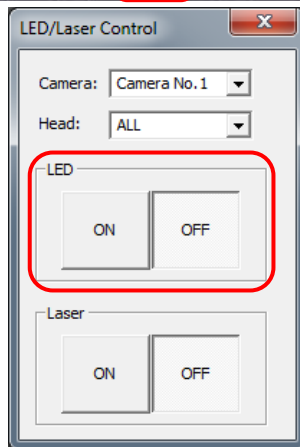 LED/Laser Control
Camera: Camera No.1
Head: ALL
LED
ON OFF
Laser
ON OFF